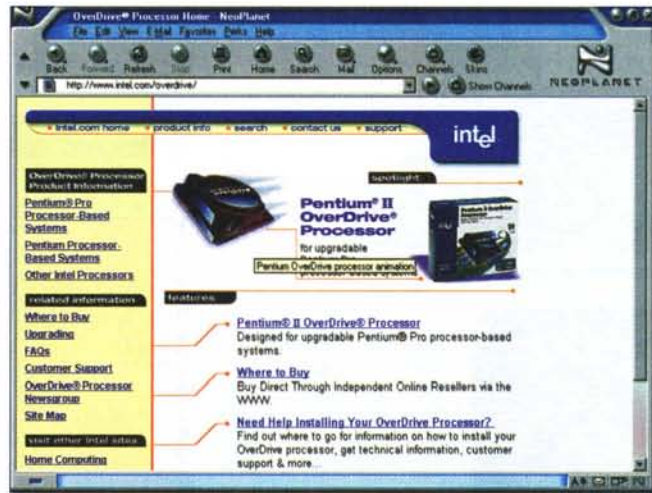 OverDrive® Processor Home - NeoPlanet
File Edit View E Mail Favorites Perks Help
Back Forward Refresh Stop Print Home Search Mail Options Channels Skins
NEOPLANET
http://www.intel.com/overdrive/
Show Channels
intel.com home product info search contact us support
intel
OverDrive® Processor
Product Information
Pentium® Pro
Processor-Based
Systems
Pentium Processor-
Based Systems
Other Intel Processors
related information
Where to Buy
Upgrading
FAQs
Customer Support
OverDrive® Processor
Newsgroup
Site Map
visit other Intel sites
Home Computing
spotlight
Pentium® II
OverDrive®
Processor
for upgradable
Pentium OverDrive processor animation
features
Pentium® II OverDrive® Processor
Designed for upgradable Pentium® Pro processor-based
systems.
Where to Buy
Buy Direct Through Independent Online Resellers via the
WWW.
Need Help Installing Your OverDrive Processor?
Find out where to go for information on how to install your
OverDrive processor, get technical information, customer
support & more...